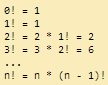 0! = 1
1! = 1
2! = 2 * 1! = 2
3! = 3 * 2! = 6
...
n! = n * (n - 1)!